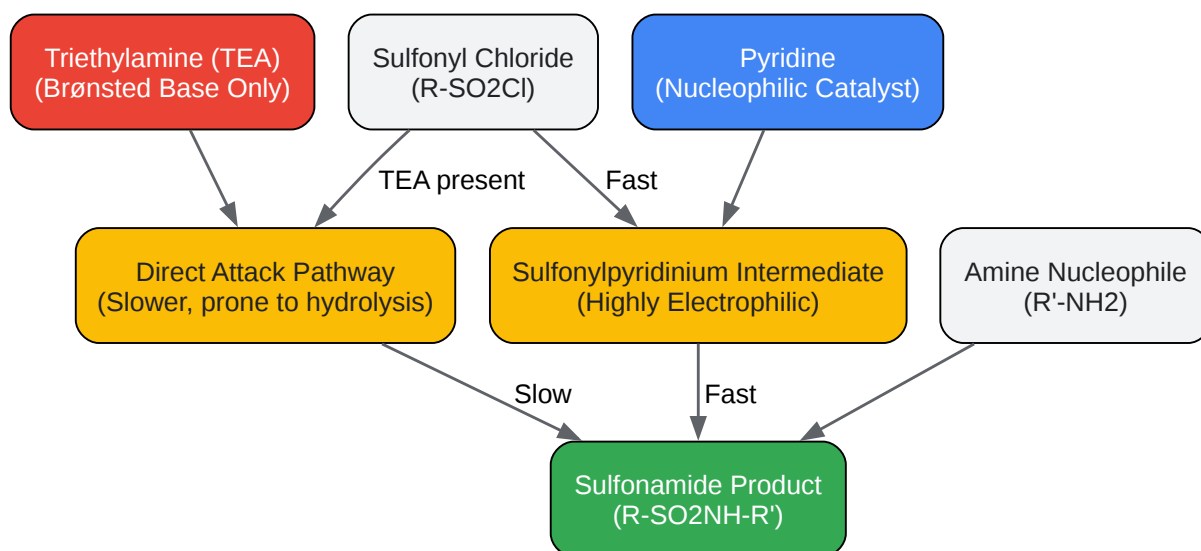 Triethylamine (TEA)
(Brønsted Base Only)
Sulfonyl Chloride
(R-SO2Cl)
Pyridine
(Nucleophilic Catalyst)
TEA present
Fast
Direct Attack Pathway
(Slower, prone to hydrolysis)
Sulfonylpyridinium Intermediate
(Highly Electrophilic)
Amine Nucleophile
(R'-NH2)
Slow
Fast
Sulfonamide Product
(R-SO2NH-R')